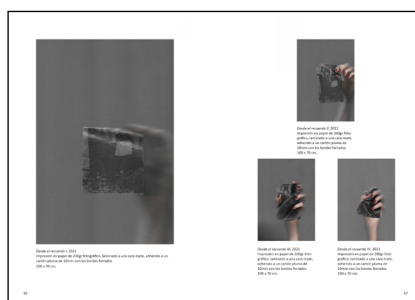 Desde el recuerdo I, 2021
Impresión en papel de 200gr fotográfico, laminado a una cara mate, adherido a un
cartón pluma de 10mm con los bordes forrados
100 x 70 cm.
Desde el recuerdo II, 2021
Impresión en papel de 200gr foto-
gráfico, laminado a una cara mate,
adherido a un cartón pluma de
10mm con los bordes forrados
100 x 70 cm.
Desde el recuerdo III, 2021
Impresión en papel de 200gr foto-
gráfico, laminado a una cara mate,
adherido a un cartón pluma de
10mm con los bordes forrados
100 x 70 cm.
Desde el recuerdo IV, 2021
Impresión en papel de 200gr foto-
gráfico, laminado a una cara mate,
adherido a un cartón pluma de
10mm con los bordes forrados
100 x 70 cm.